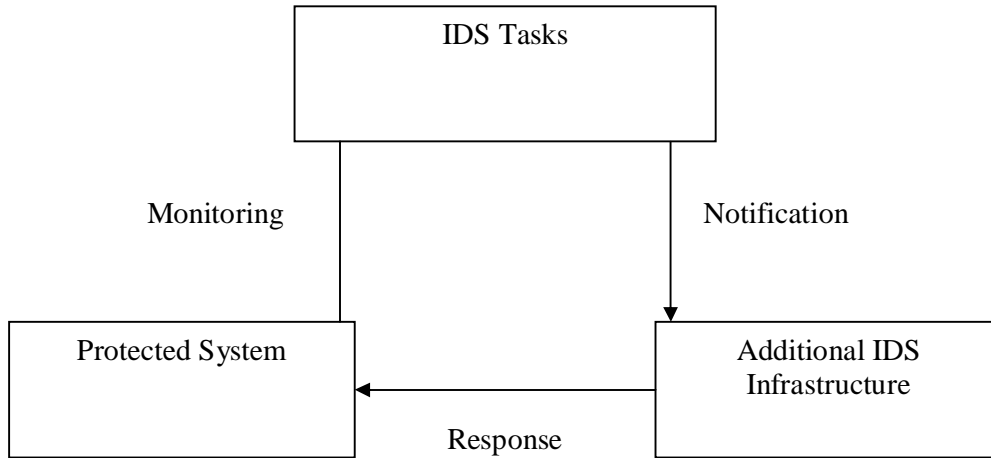 IDS Tasks
Monitoring
Notification
Protected System
Additional IDS
Infrastructure
Response